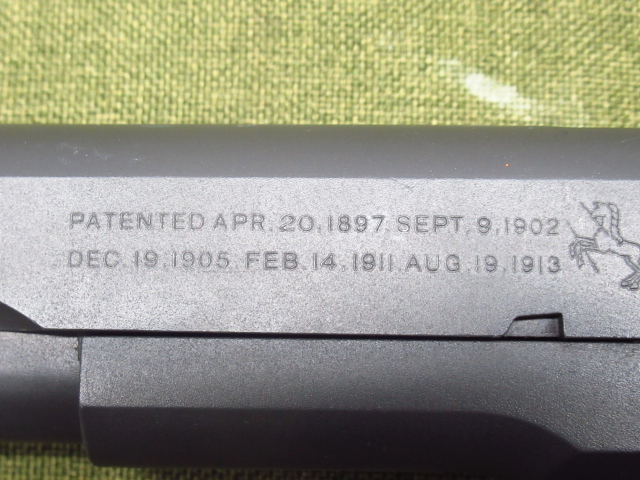 PATENTED APR. 20.1897. SEPT. 9.1902
DEC. 19.1905. FEB. 14.1911. AUG. 19.1913